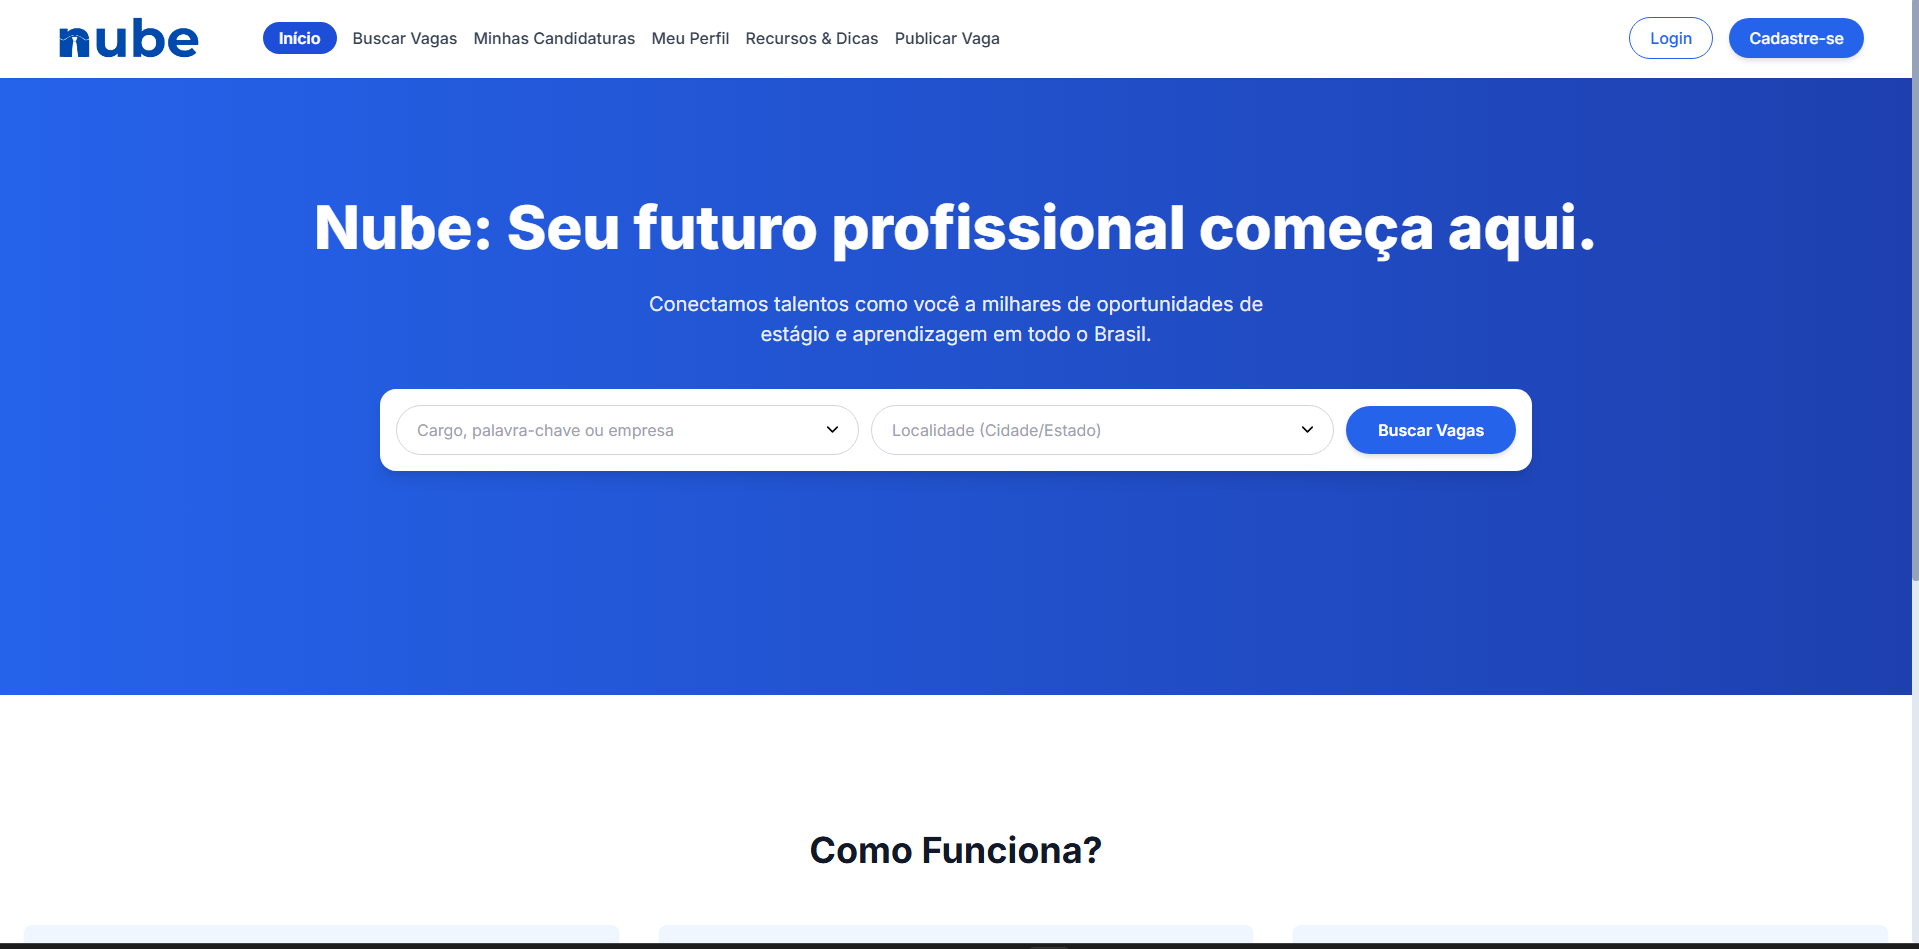 nube
Início
Buscar Vagas
Minhas Candidaturas
Meu Perfil
Recursos & Dicas
Publicar Vaga
Login
Cadastre-se
Nube: Seu futuro profissional começa aqui.
Conectamos talentos como você a milhares de oportunidades de
estágio e aprendizagem em todo o Brasil.
Cargo, palavra-chave ou empresa
Localidade (Cidade/Estado)
Buscar Vagas
Como Funciona?